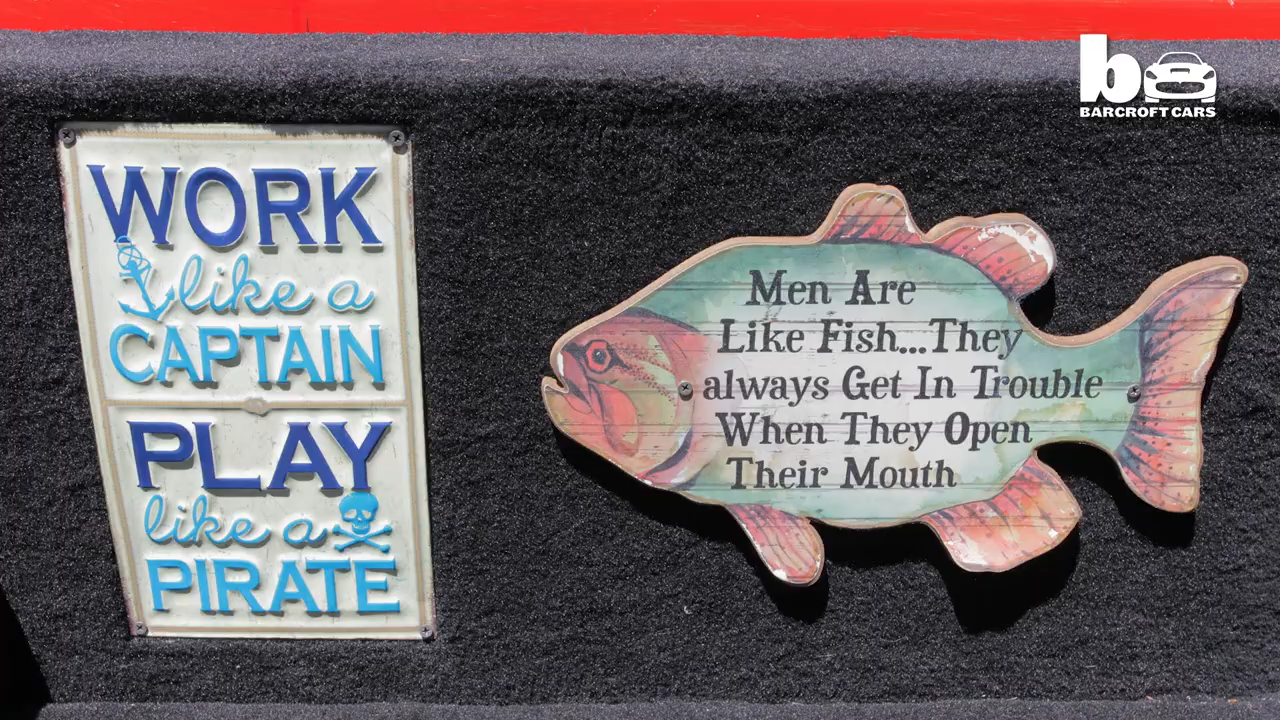 WORK
like a
CAPTAIN
PLAY
like a
PIRATE
Men Are
Like Fish...They
always Get In Trouble
When They Open
Their Mouth
b
BARCROFT CARS